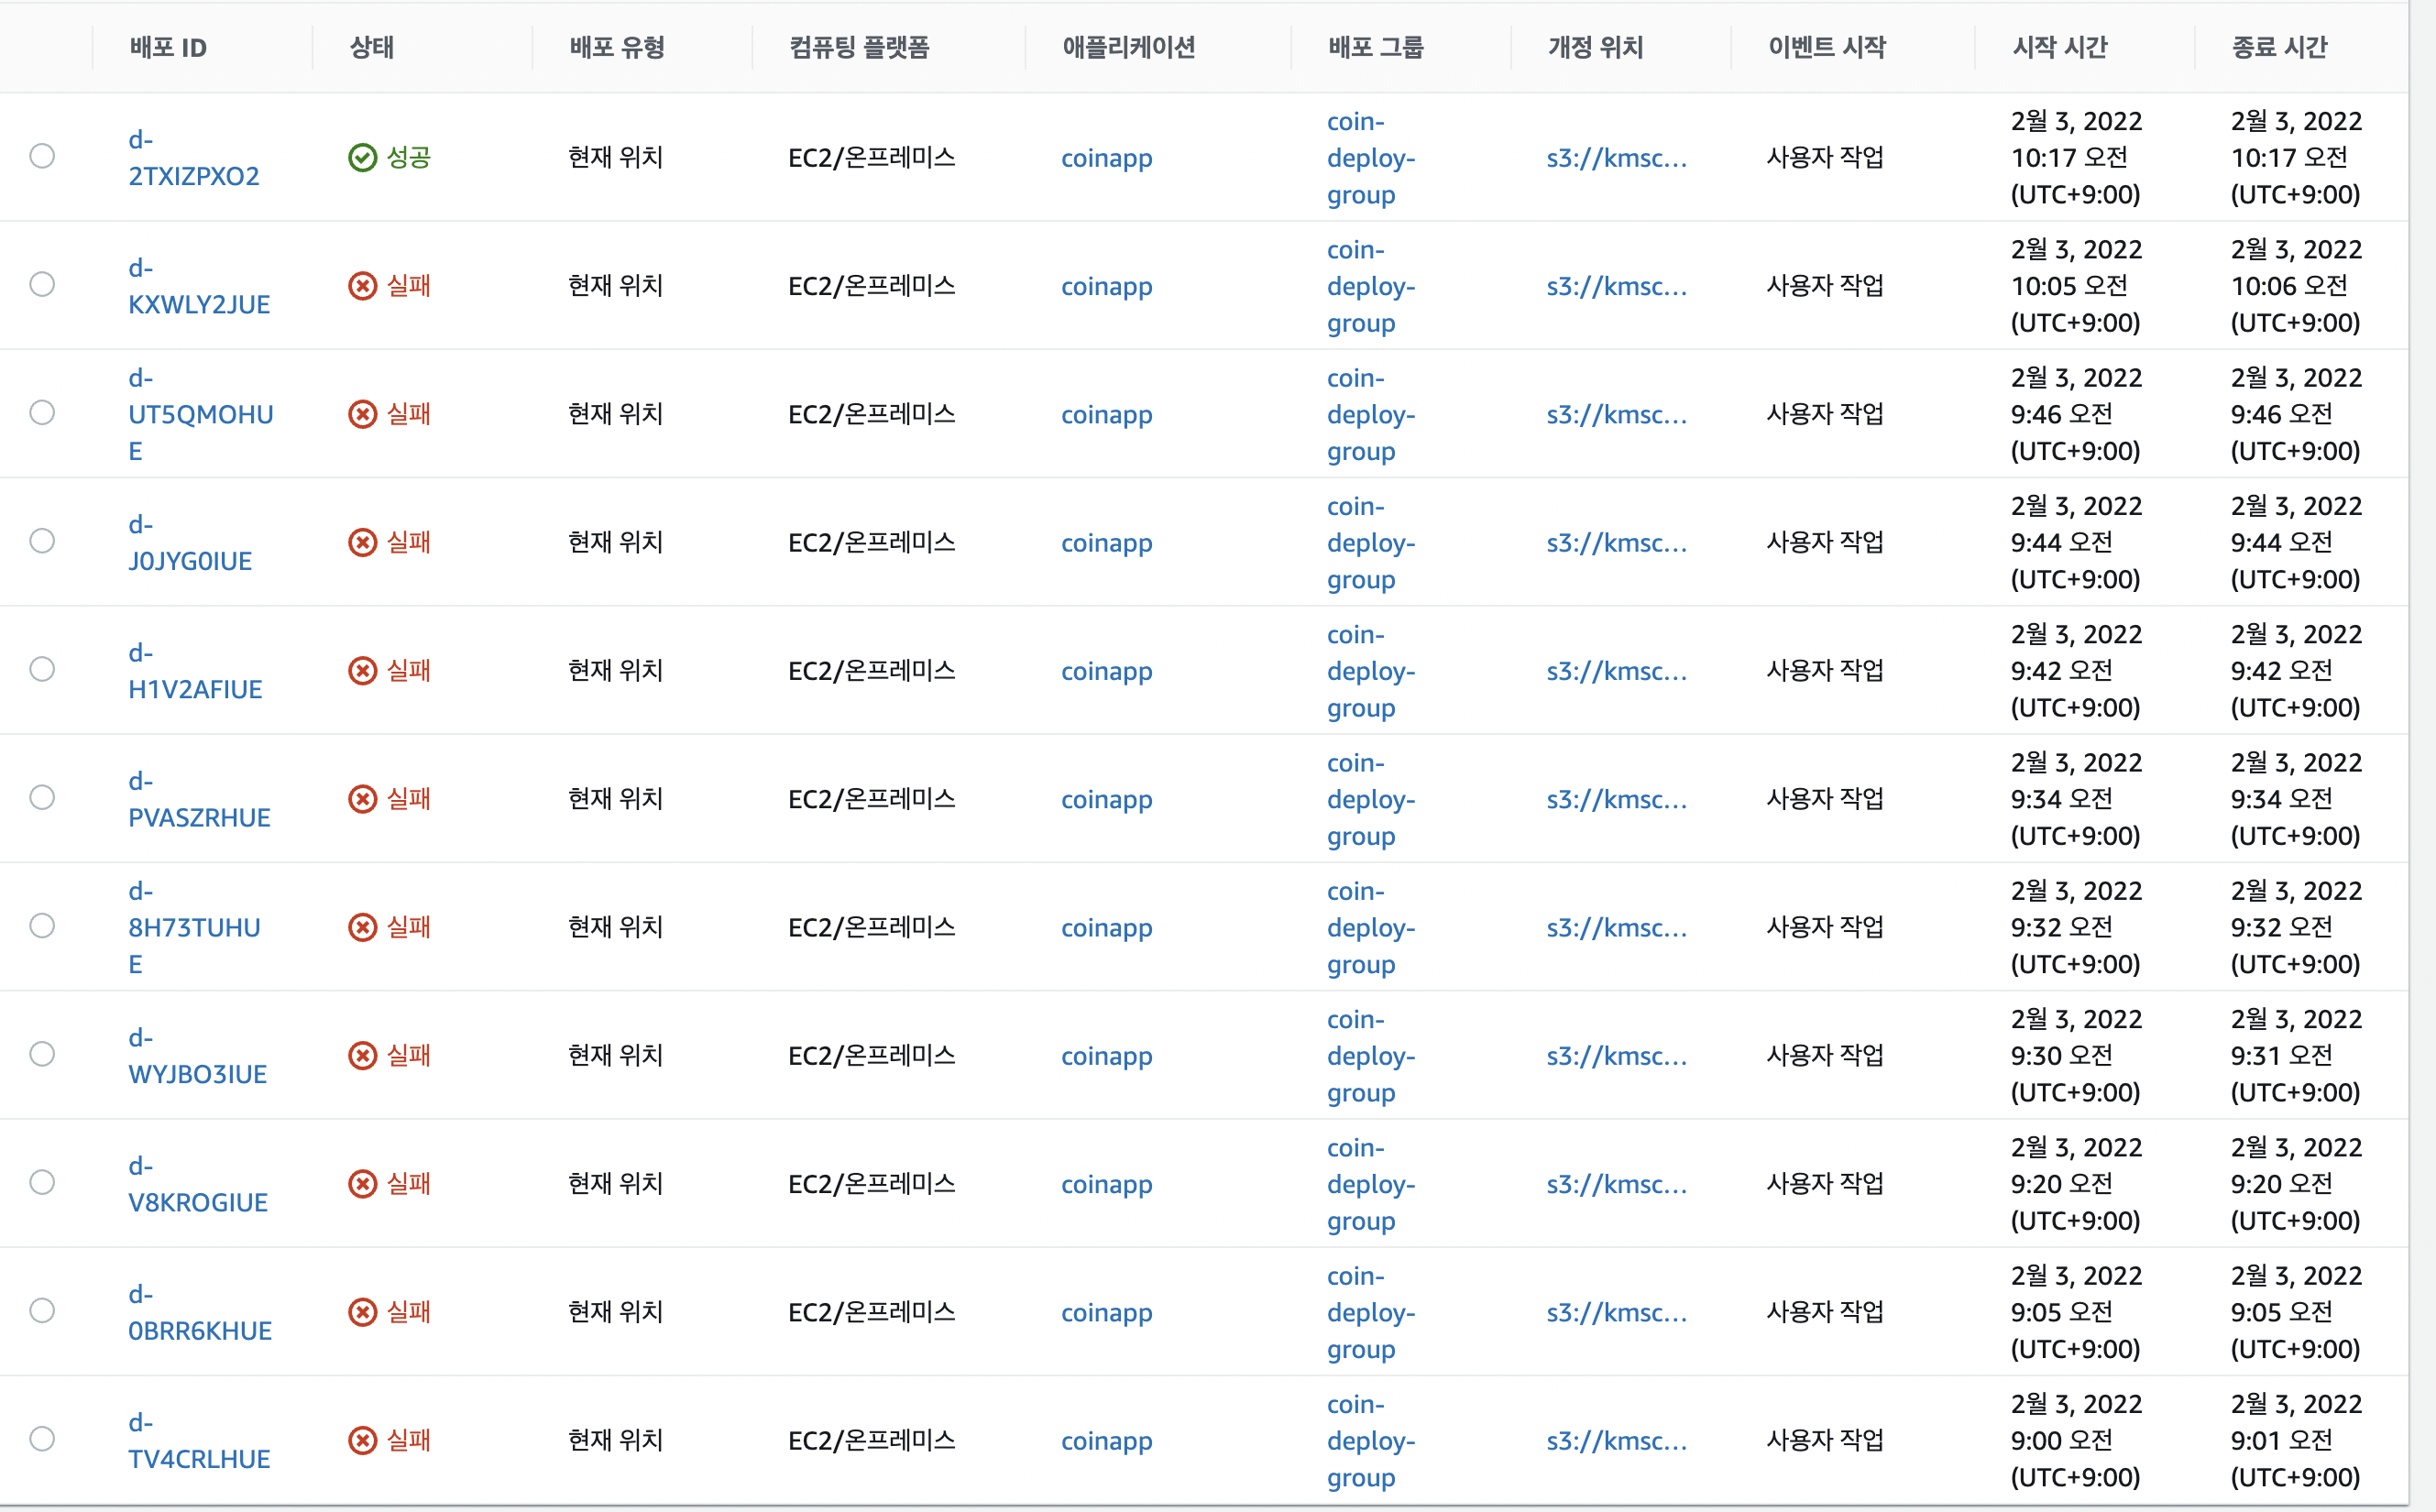 배포 ID 상태 배포 유형 컴퓨팅 플랫폼 애플리케이션 배포 그룹 개정 위치 이벤트 시작 시작 시간 종료 시간
d-2TXIZPXO2 성공 현재 위치 EC2/온프레미스 coinapp coin-deploy-group s3://kmsc... 사용자 작업 2월 3, 2022 10:17 오전 (UTC+9:00) 2월 3, 2022 10:17 오전 (UTC+9:00)
d-KXWLY2JUE 실패 현재 위치 EC2/온프레미스 coinapp coin-deploy-group s3://kmsc... 사용자 작업 2월 3, 2022 10:05 오전 (UTC+9:00) 2월 3, 2022 10:06 오전 (UTC+9:00)
d-UT5QMOHUE 실패 현재 위치 EC2/온프레미스 coinapp coin-deploy-group s3://kmsc... 사용자 작업 2월 3, 2022 9:46 오전 (UTC+9:00) 2월 3, 2022 9:46 오전 (UTC+9:00)
d-J0JYG0IUE 실패 현재 위치 EC2/온프레미스 coinapp coin-deploy-group s3://kmsc... 사용자 작업 2월 3, 2022 9:44 오전 (UTC+9:00) 2월 3, 2022 9:44 오전 (UTC+9:00)
d-H1V2AFIUE 실패 현재 위치 EC2/온프레미스 coinapp coin-deploy-group s3://kmsc... 사용자 작업 2월 3, 2022 9:42 오전 (UTC+9:00) 2월 3, 2022 9:42 오전 (UTC+9:00)
d-PVASZRHUE 실패 현재 위치 EC2/온프레미스 coinapp coin-deploy-group s3://kmsc... 사용자 작업 2월 3, 2022 9:34 오전 (UTC+9:00) 2월 3, 2022 9:34 오전 (UTC+9:00)
d-8H73TUHUE 실패 현재 위치 EC2/온프레미스 coinapp coin-deploy-group s3://kmsc... 사용자 작업 2월 3, 2022 9:32 오전 (UTC+9:00) 2월 3, 2022 9:32 오전 (UTC+9:00)
d-WYJBO3IUE 실패 현재 위치 EC2/온프레미스 coinapp coin-deploy-group s3://kmsc... 사용자 작업 2월 3, 2022 9:30 오전 (UTC+9:00) 2월 3, 2022 9:31 오전 (UTC+9:00)
d-V8KROGIUE 실패 현재 위치 EC2/온프레미스 coinapp coin-deploy-group s3://kmsc... 사용자 작업 2월 3, 2022 9:20 오전 (UTC+9:00) 2월 3, 2022 9:20 오전 (UTC+9:00)
d-0BRR6KHUE 실패 현재 위치 EC2/온프레미스 coinapp coin-deploy-group s3://kmsc... 사용자 작업 2월 3, 2022 9:05 오전 (UTC+9:00) 2월 3, 2022 9:05 오전 (UTC+9:00)
d-TV4CRLHUE 실패 현재 위치 EC2/온프레미스 coinapp coin-deploy-group s3://kmsc... 사용자 작업 2월 3, 2022 9:00 오전 (UTC+9:00) 2월 3, 2022 9:01 오전 (UTC+9:00)